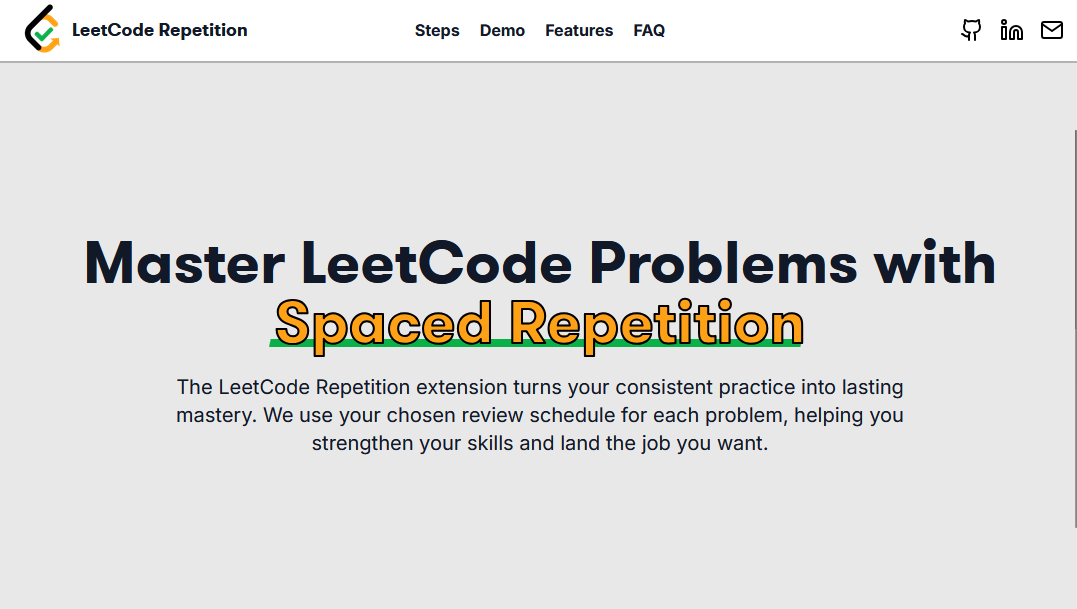 LeetCode Repetition
Steps Demo Features FAQ
Master LeetCode Problems with
Spaced Repetition
The LeetCode Repetition extension turns your consistent practice into lasting
mastery. We use your chosen review schedule for each problem, helping you
strengthen your skills and land the job you want.